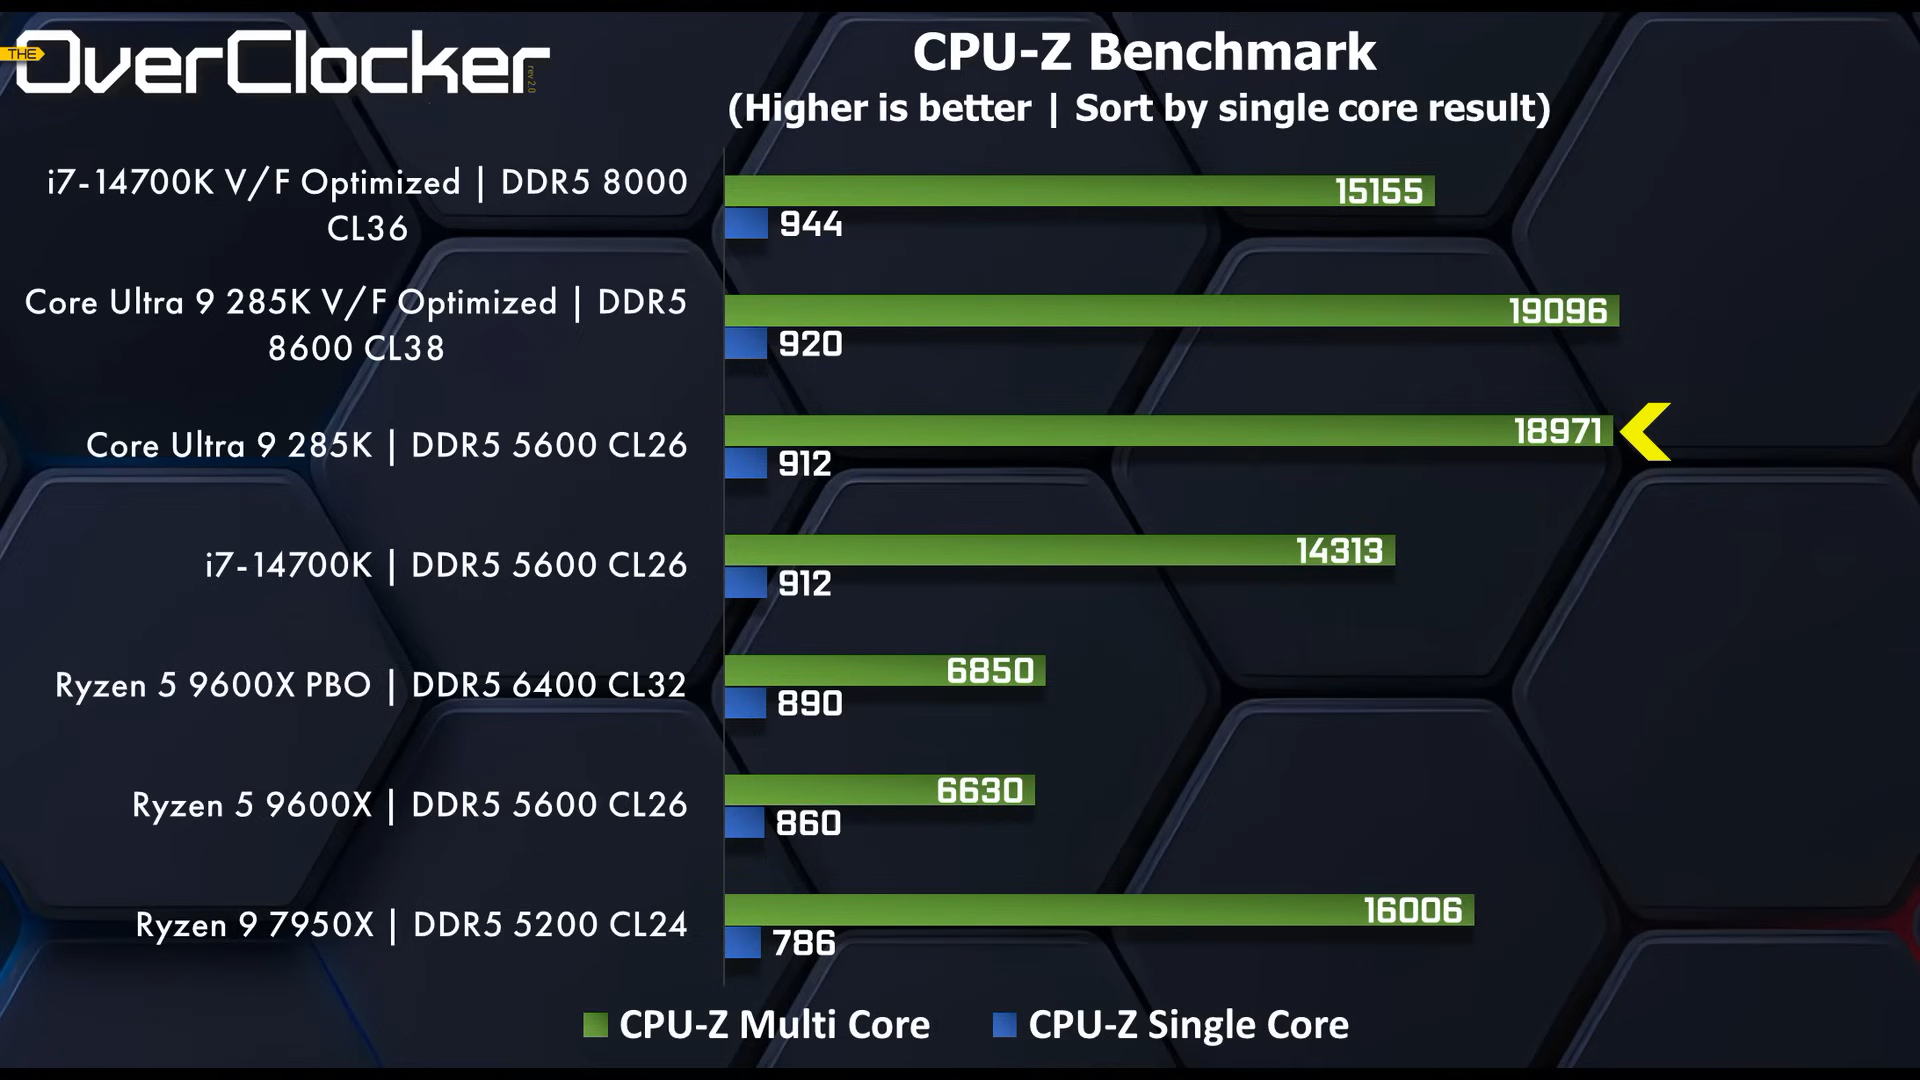 THE OverClocker rev 2.0
CPU-Z Benchmark
(Higher is better | Sort by single core result)
i7-14700K V/F Optimized | DDR5 8000
CL36
15155
944
Core Ultra 9 285K V/F Optimized | DDR5
8600 CL38
19096
920
Core Ultra 9 285K | DDR5 5600 CL26
18971
912
i7-14700K | DDR5 5600 CL26
14313
912
Ryzen 5 9600X PBO | DDR5 6400 CL32
6850
890
Ryzen 5 9600X | DDR5 5600 CL26
6630
860
Ryzen 9 7950X | DDR5 5200 CL24
16006
786
CPU-Z Multi Core
CPU-Z Single Core